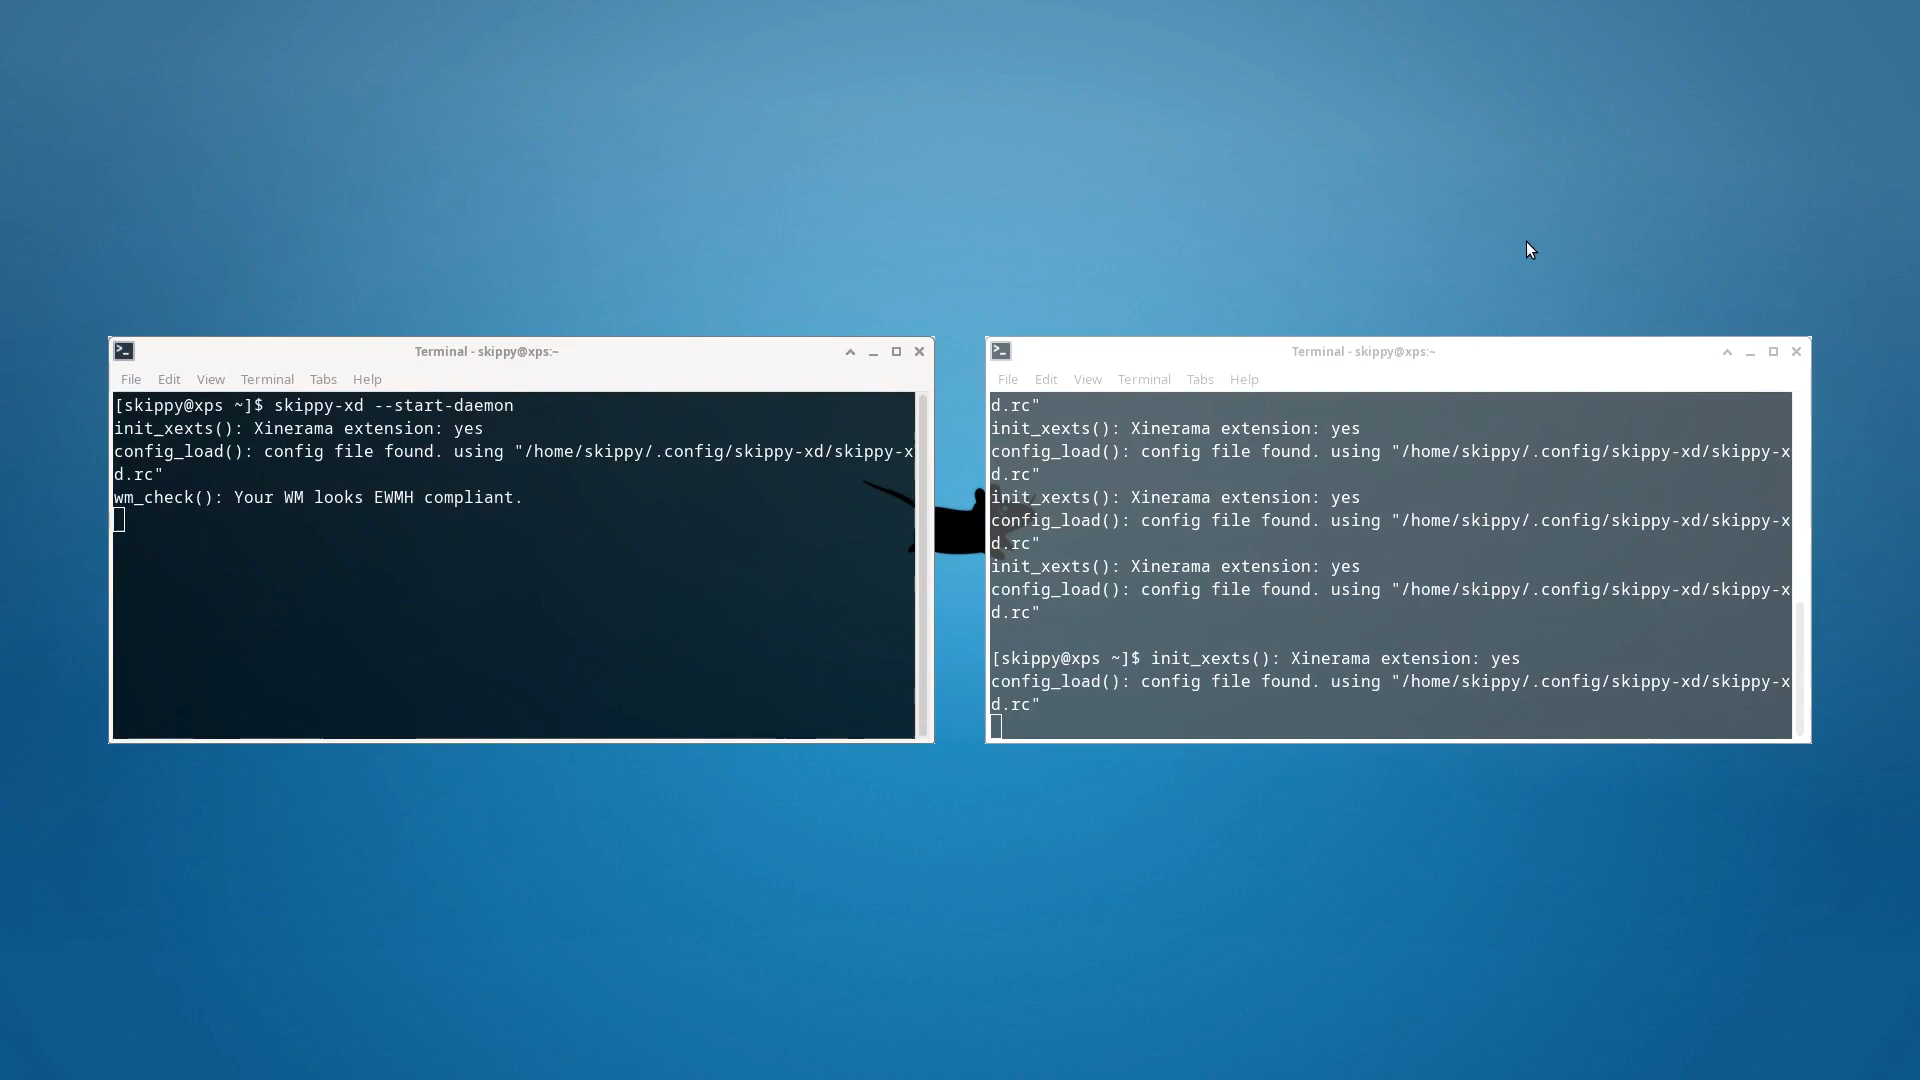 Terminal - skippy@xps:~
File Edit View Terminal Tabs Help
[skippy@xps ~]$ skippy-xd --start-daemon
init_xexts(): Xinerama extension: yes
config_load(): config file found. using "/home/skippy/.config/skippy-xd/skippy-x
d.rc"
wm_check(): Your WM looks EWMH compliant.
Terminal - skippy@xps:~
File Edit View Terminal Tabs Help
d.rc"
init_xexts(): Xinerama extension: yes
config_load(): config file found. using "/home/skippy/.config/skippy-xd/skippy-x
d.rc"
init_xexts(): Xinerama extension: yes
config_load(): config file found. using "/home/skippy/.config/skippy-xd/skippy-x
d.rc"
init_xexts(): Xinerama extension: yes
config_load(): config file found. using "/home/skippy/.config/skippy-xd/skippy-x
d.rc"
[skippy@xps ~]$ init_xexts(): Xinerama extension: yes
config_load(): config file found. using "/home/skippy/.config/skippy-xd/skippy-x
d.rc"